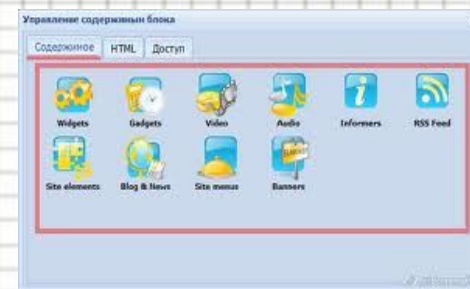 Управление содержимым блока
Содержимое HTML Доступ
Widgets Gadgets Video Audio Informers RSS Feed
Site elements Blog & News Site menus Banners